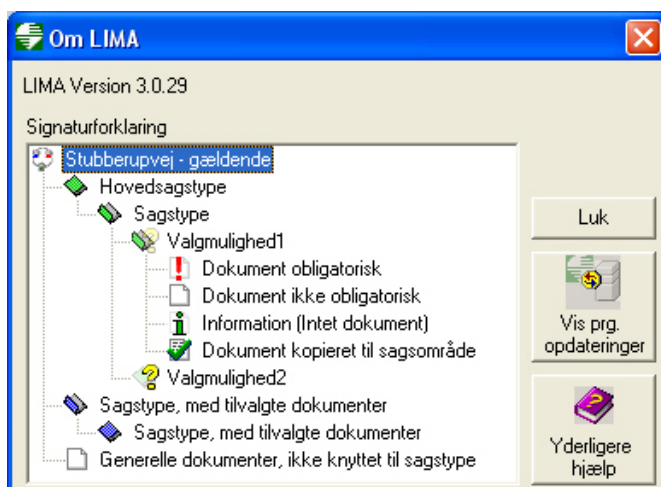 Om LIMA
LIMA Version 3.0.29
Signaturforklaring
Stubberupvej - gældende
Hovedsagstype
Sagstype
Valgmulighed1
Dokument obligatorisk
Dokument ikke obligatorisk
Information (Intet dokument)
Dokument kopieret til sagsområde
Valgmulighed2
Sagstype, med tilvalgte dokumenter
Sagstype, med tilvalgte dokumenter
Generelle dokumenter, ikke knyttet til sagstype
Luk
Vis prg.
opdateringer
Yderligere
hjælp